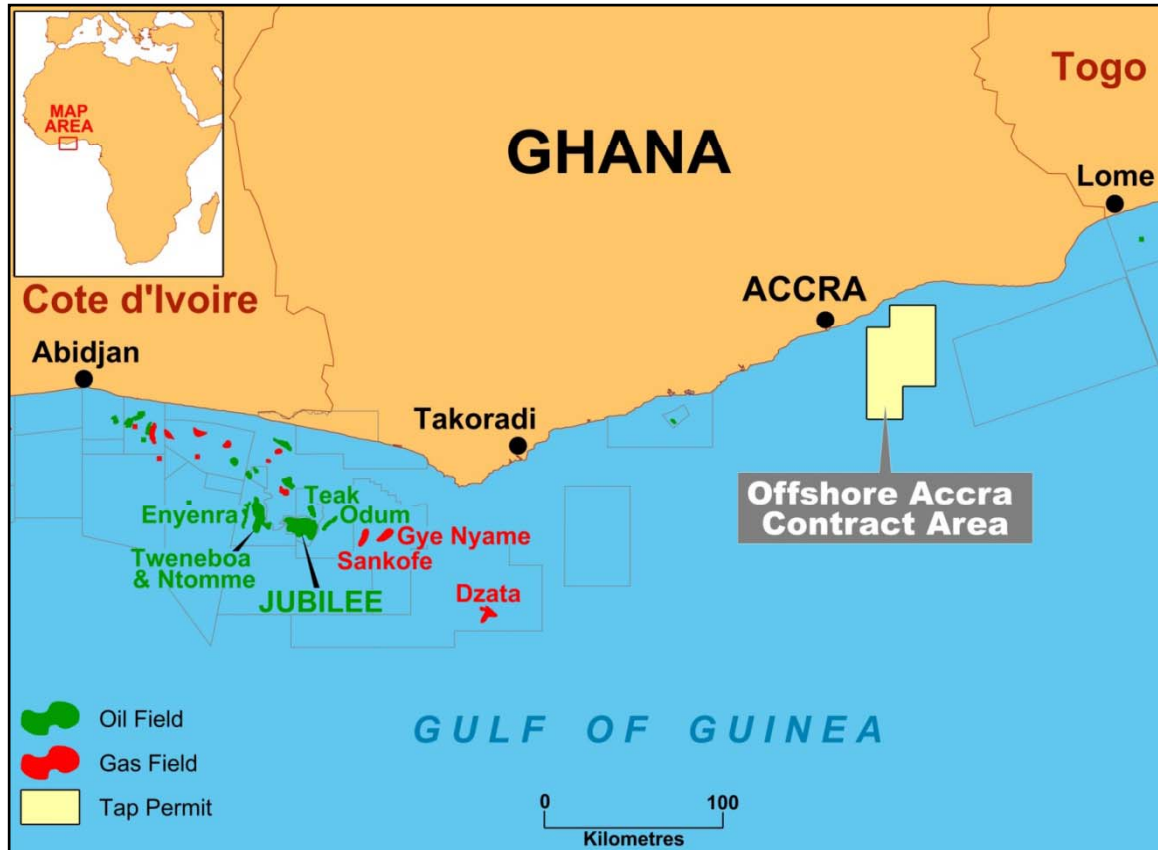 MAP
AREA
GHANA
Togo
Lome
ACCRA
Cote d'Ivoire
Abidjan
Takoradi
Offshore Accra
Contract Area
Teak
Enyenra
Odum
Gye Nyame
Sankofe
Tweneboa
& Ntomme
JUBILEE
Dzata
GULF OF GUINEA
Oil Field
Gas Field
Tap Permit
0 100
Kilometres